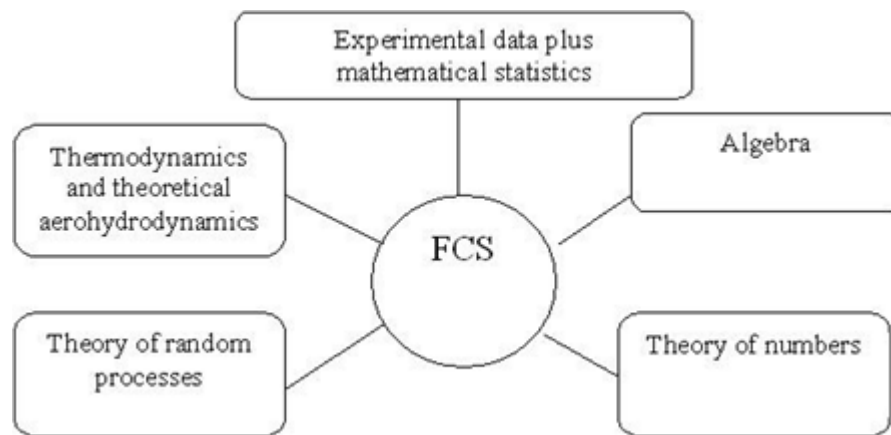 Experimental data plus
mathematical statistics
Thermodynamics
and theoretical
aerohydrodynamics
Algebra
FCS
Theory of random
processes
Theory of numbers